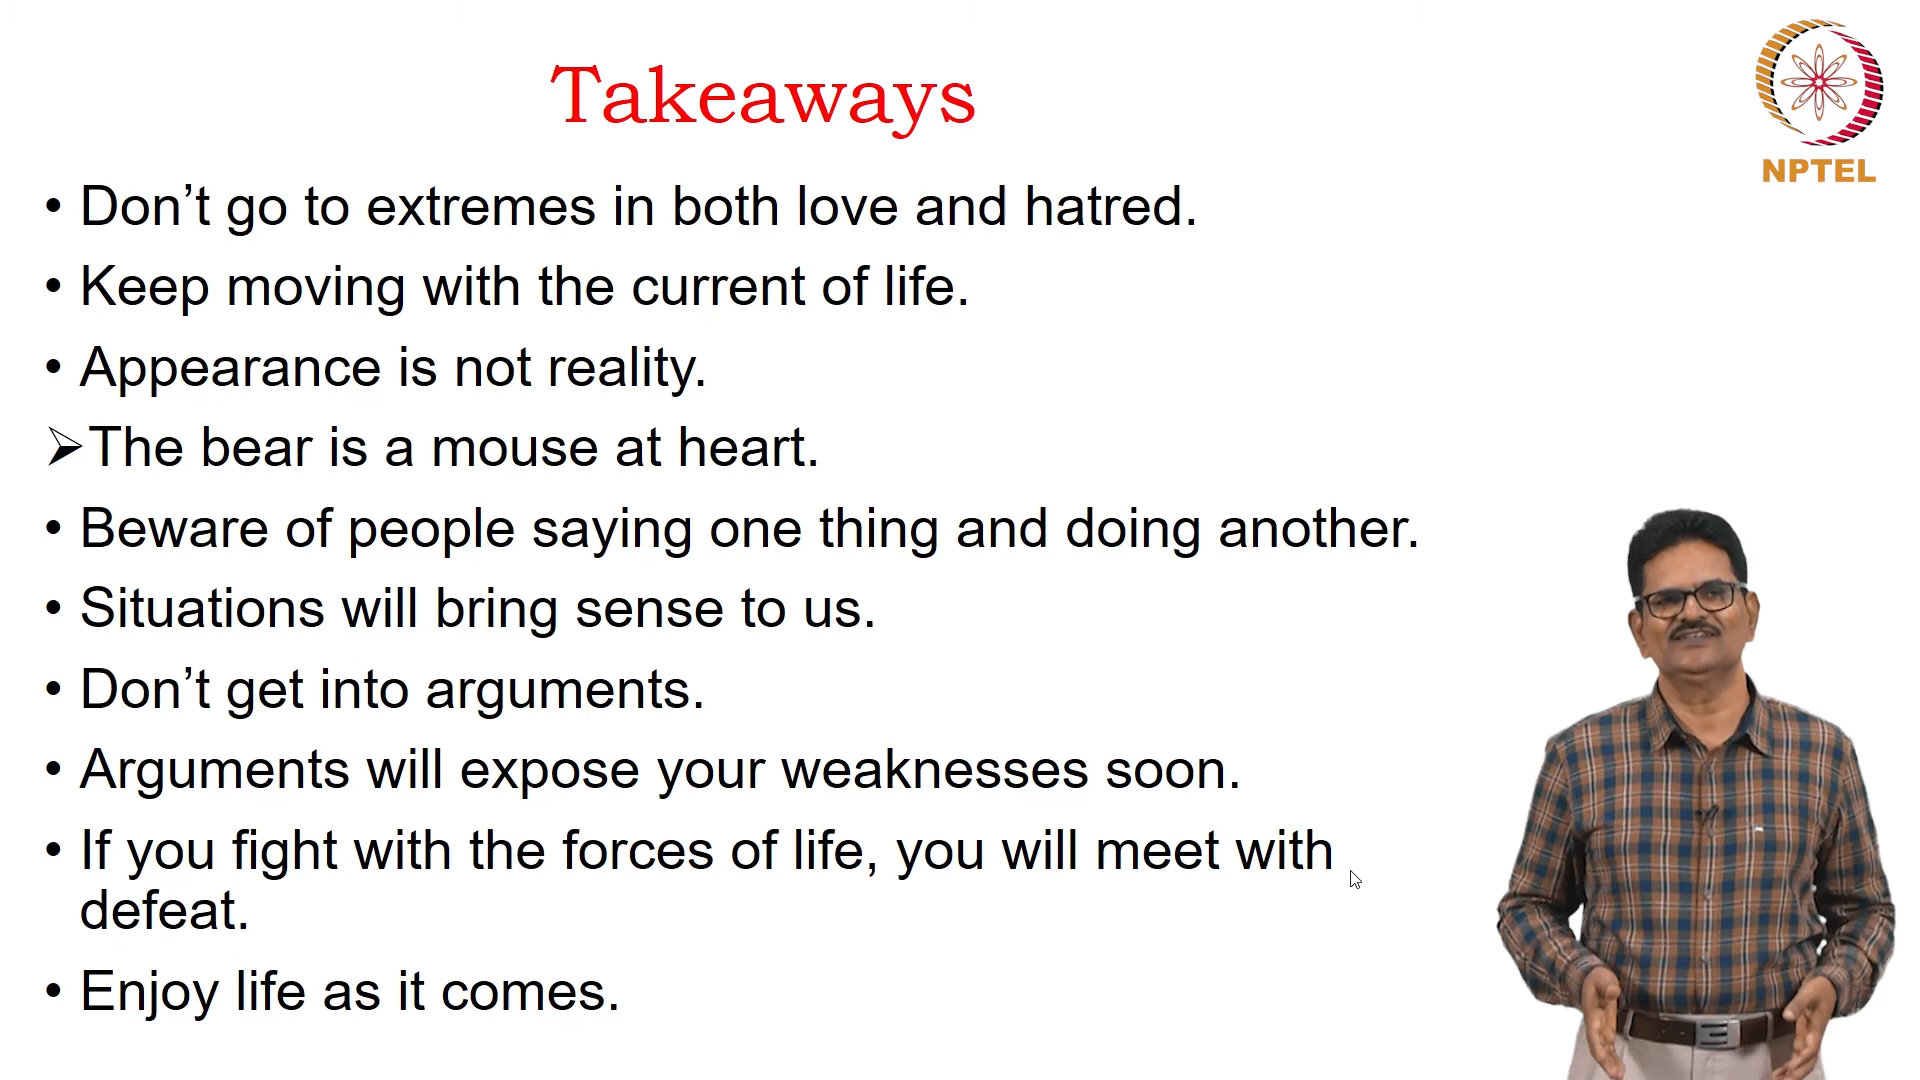 Takeaways
NPTEL
• Don’t go to extremes in both love and hatred.
• Keep moving with the current of life.
• Appearance is not reality.
➢The bear is a mouse at heart.
• Beware of people saying one thing and doing another.
• Situations will bring sense to us.
• Don’t get into arguments.
• Arguments will expose your weaknesses soon.
• If you fight with the forces of life, you will meet with
defeat.
• Enjoy life as it comes.